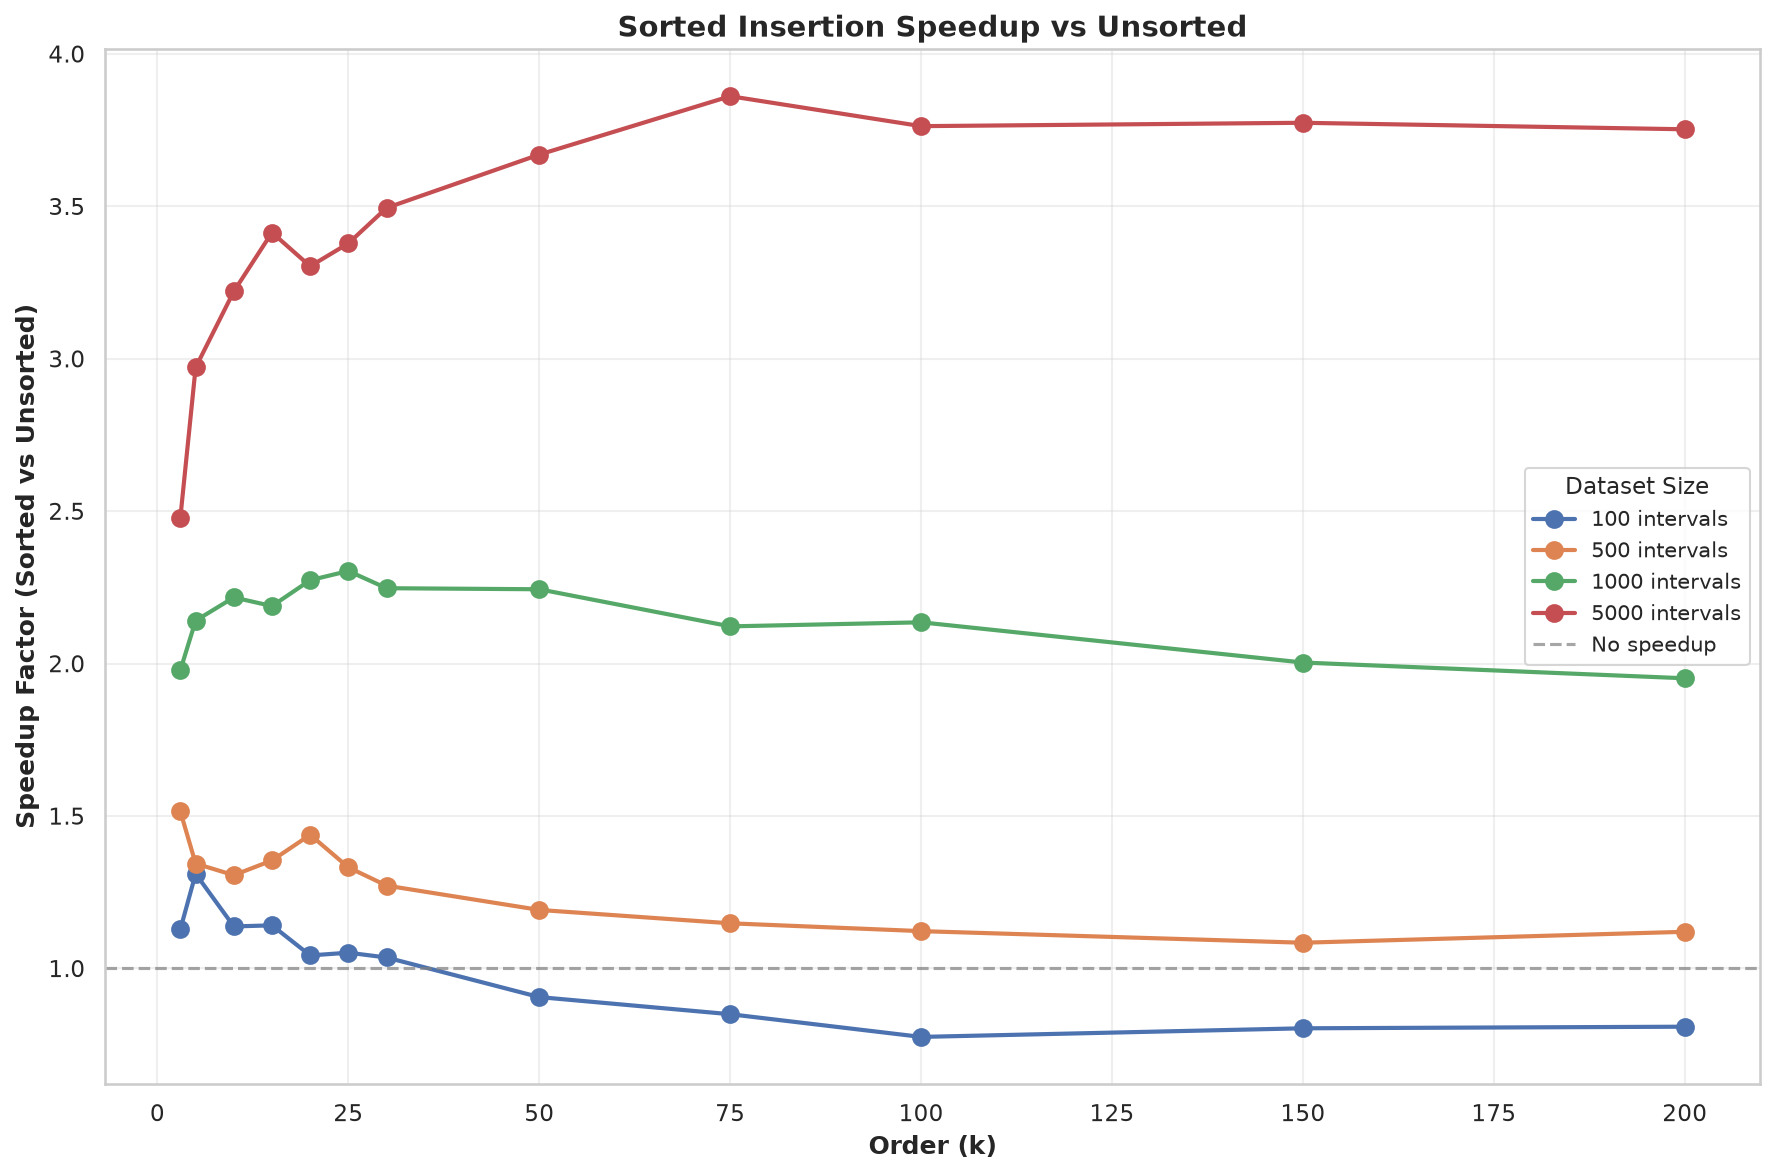 Sorted Insertion Speedup vs Unsorted
4.0
3.5
3.0
2.5
2.0
1.5
1.0
Speedup Factor (Sorted vs Unsorted)
Dataset Size
100 intervals
500 intervals
1000 intervals
5000 intervals
No speedup
0 25 50 75 100 125 150 175 200
Order (k)